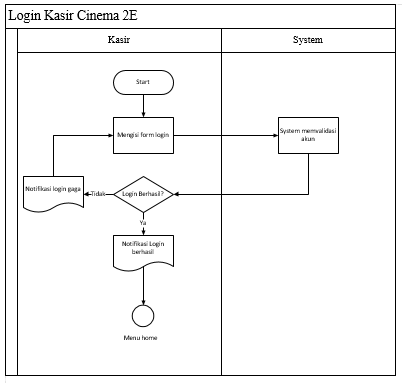 Login Kasir Cinema 2E
Kasir
System
Start
Mengisi form login
System memvalidasi
akun
Notifikasi login gaga
Tidak
Login Berhasil?
Ya
Notifikasi Login
berhasil
Menu home